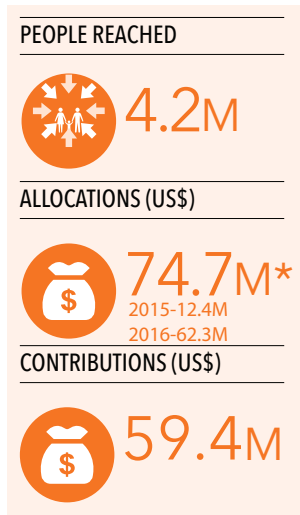 PEOPLE REACHED
4.2M
ALLOCATIONS (US$)
$
74.7M*
2015-12.4M
2016-62.3M
CONTRIBUTIONS (US$)
$
59.4M